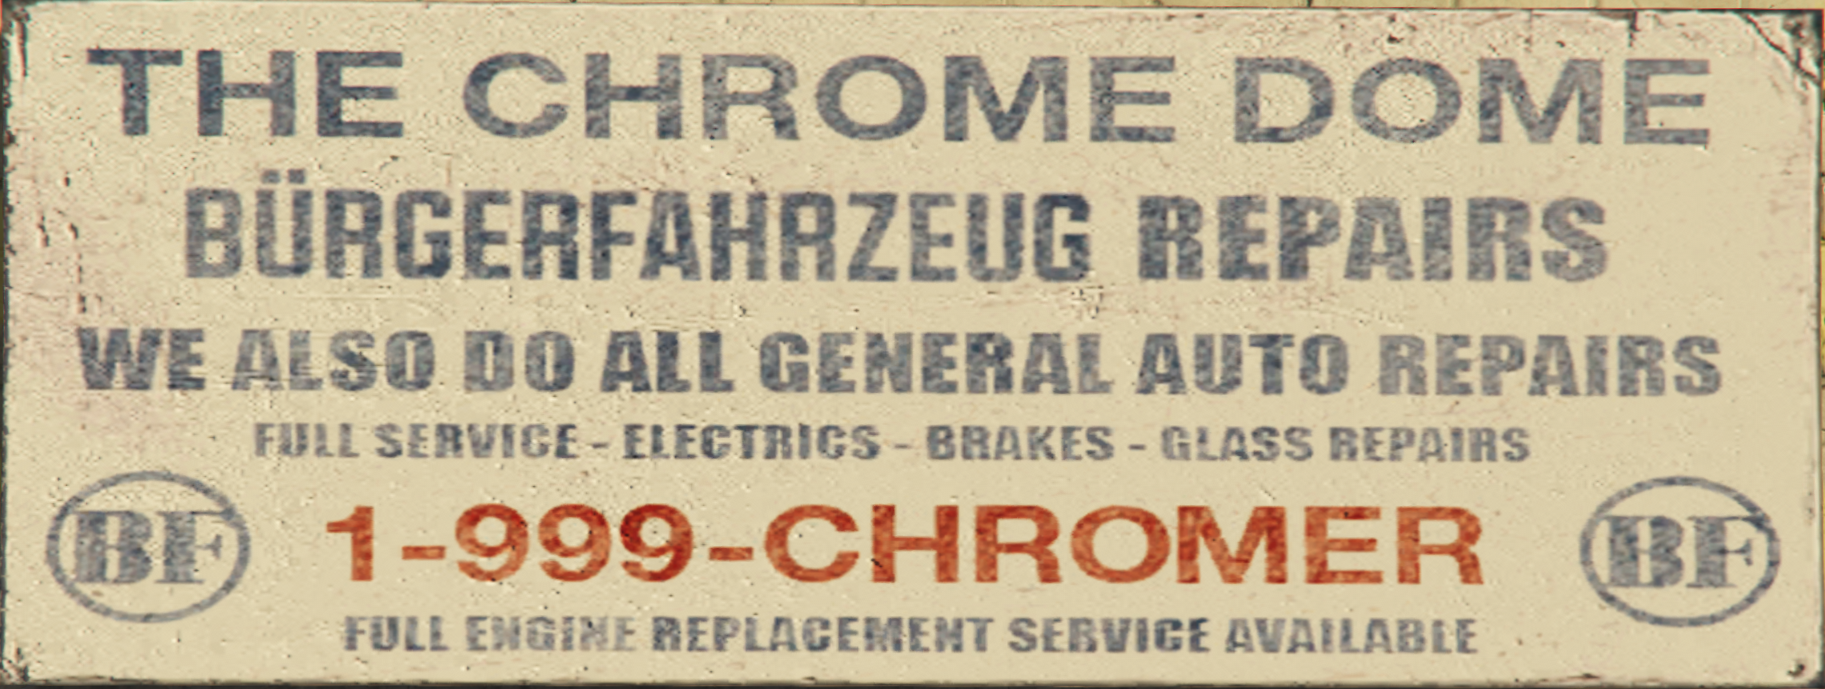 THE CHROME DOME
BÜRGERFAHRZEUG REPAIRS
WE ALSO DO ALL GENERAL AUTO REPAIRS
FULL SERVICE - ELECTRICS - BRAKES - GLASS REPAIRS
BF 1-999-CHROMER BF
FULL ENGINE REPLACEMENT SERVICE AVAILABLE